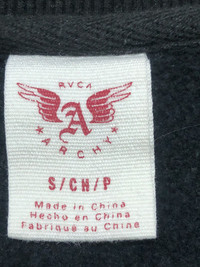 RVCA
A
★ ARCHY ★
S/CH/P
Made in China
Hecho en China
Fabriqué au Chine